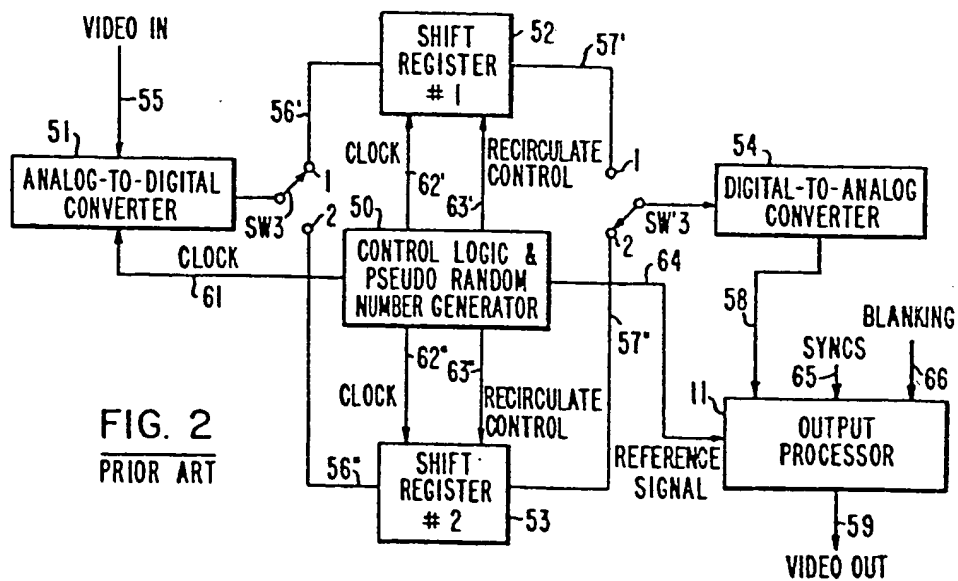 VIDEO IN
55
51
ANALOG-TO-DIGITAL
CONVERTER
SW3
1
2
56'
SHIFT
REGISTER
# 1
52
57'
CLOCK
62'
RECIRCULATE
CONTROL
63'
50
CONTROL LOGIC &
PSEUDO RANDOM
NUMBER GENERATOR
CLOCK
61
64
1
2
SW'3
54
DIGITAL-TO-ANALOG
CONVERTER
58
57"
62"
63"
CLOCK
RECIRCULATE
CONTROL
56"
SHIFT
REGISTER
# 2
53
BLANKING
SYNCS
65
66
11
OUTPUT
PROCESSOR
REFERENCE
SIGNAL
59
VIDEO OUT
FIG. 2
PRIOR ART